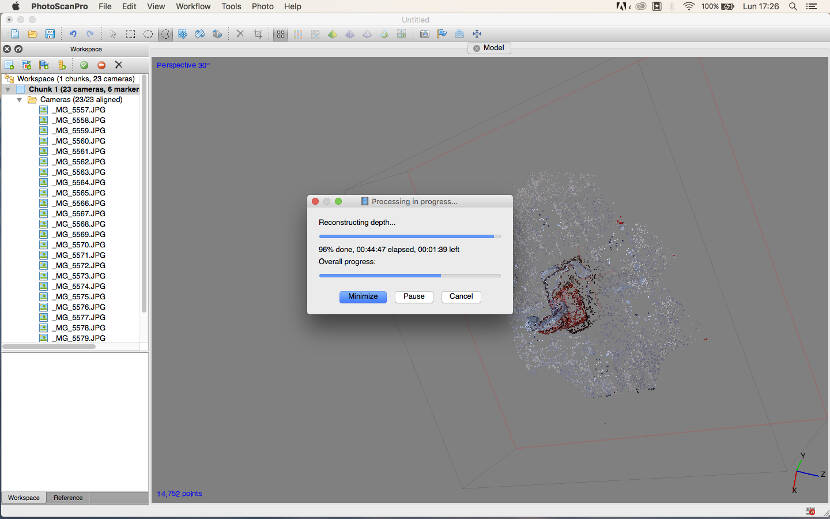 PhotoScanPro File Edit View Workflow Tools Photo Help 100% Lun 17:26
Untitled
Workspace
Model
Workspace (1 chunks, 23 cameras)
Chunk 1 (23 cameras, 6 marker
Cameras (23/23 aligned)
_MG_5557.JPG
_MG_5558.JPG
_MG_5559.JPG
_MG_5560.JPG
_MG_5561.JPG
_MG_5562.JPG
_MG_5563.JPG
_MG_5564.JPG
_MG_5565.JPG
_MG_5566.JPG
_MG_5567.JPG
_MG_5568.JPG
_MG_5569.JPG
_MG_5570.JPG
_MG_5571.JPG
_MG_5572.JPG
_MG_5573.JPG
_MG_5574.JPG
_MG_5575.JPG
_MG_5576.JPG
_MG_5577.JPG
_MG_5578.JPG
_MG_5579.JPG
Workspace Reference
Perspective 30°
Processing in progress...
Reconstructing depth...
96% done, 00:44:47 elapsed, 00:01:39 left
Overall progress:
Minimize Pause Cancel
14,752 points
Y
Z
X